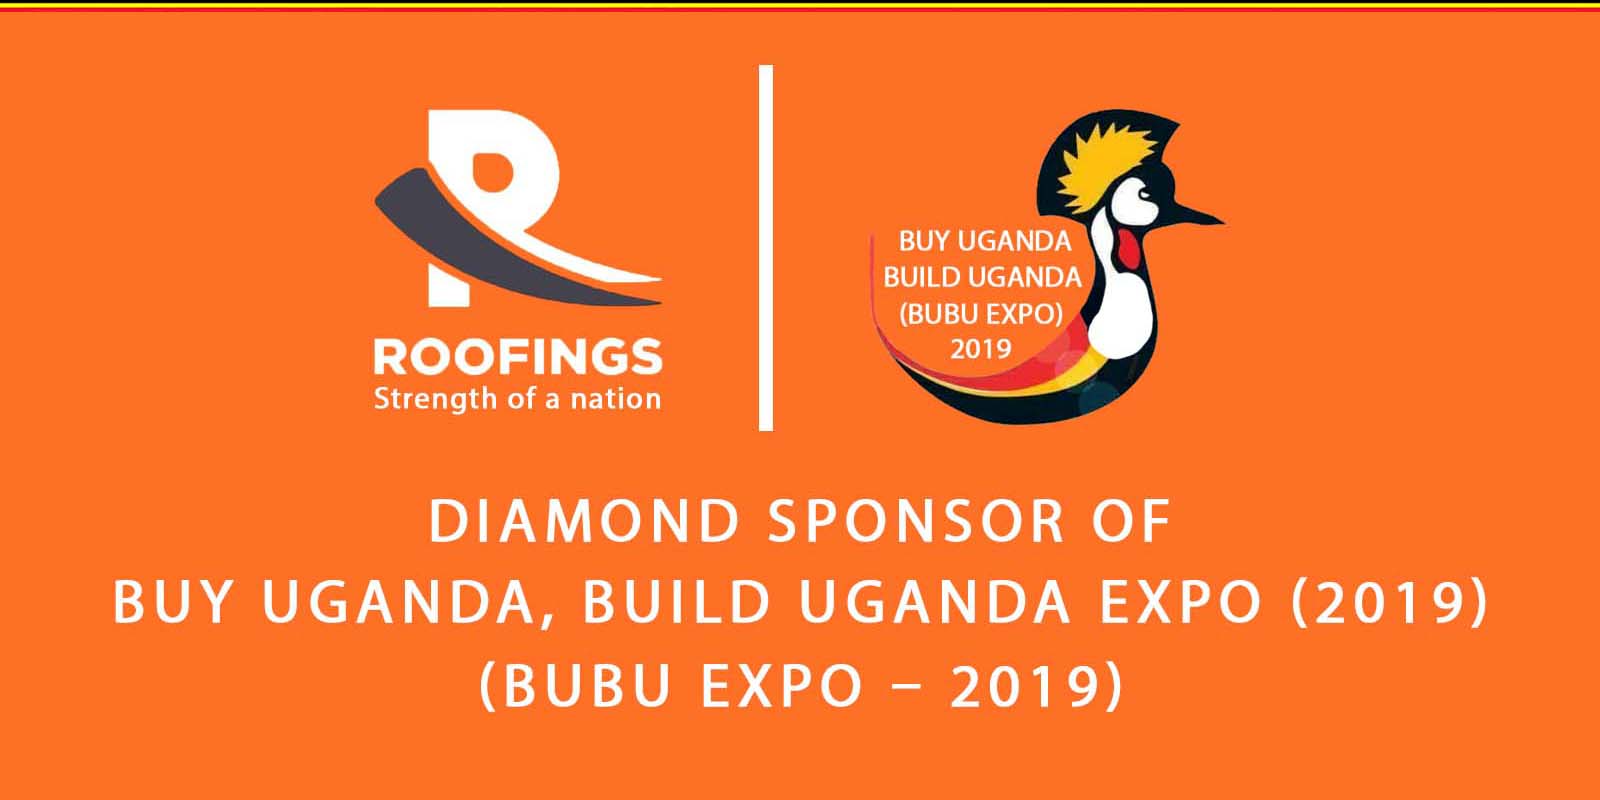 ROOFINGS
Strength of a nation
BUY UGANDA
BUILD UGANDA
(BUBU EXPO)
2019
DIAMOND SPONSOR OF
BUY UGANDA, BUILD UGANDA EXPO (2019)
(BUBU EXPO – 2019)